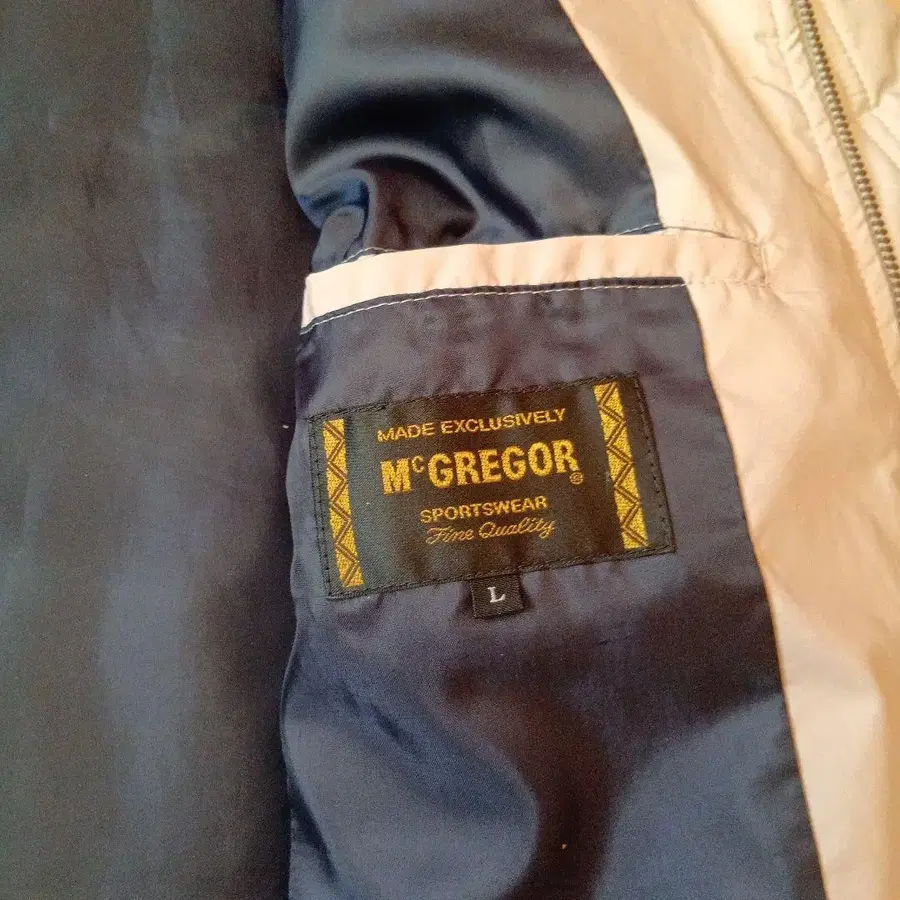 MADE EXCLUSIVELY
McGREGOR®
SPORTSWEAR
Fine Quality
L